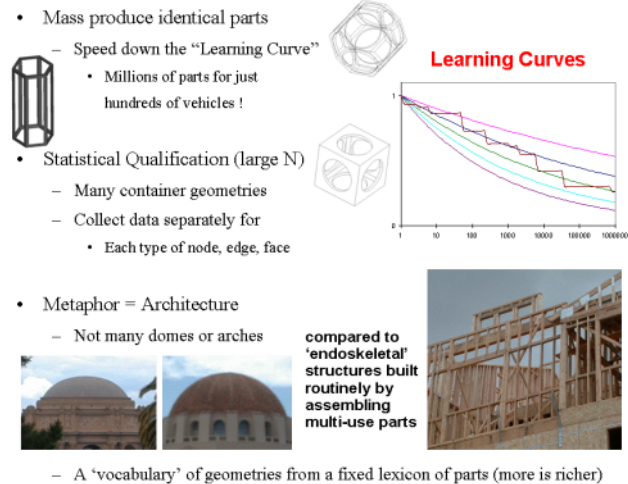 • Mass produce identical parts
– Speed down the “Learning Curve”
• Millions of parts for just
hundreds of vehicles !
Learning Curves
1
0
1 10 100 1000 10000 100000 1000000
• Statistical Qualification (large N)
– Many container geometries
– Collect data separately for
• Each type of node, edge, face
• Metaphor = Architecture
– Not many domes or arches
compared to
‘endoskeletal’
structures built
routinely by
assembling
multi-use parts
– A ‘vocabulary’ of geometries from a fixed lexicon of parts (more is richer)